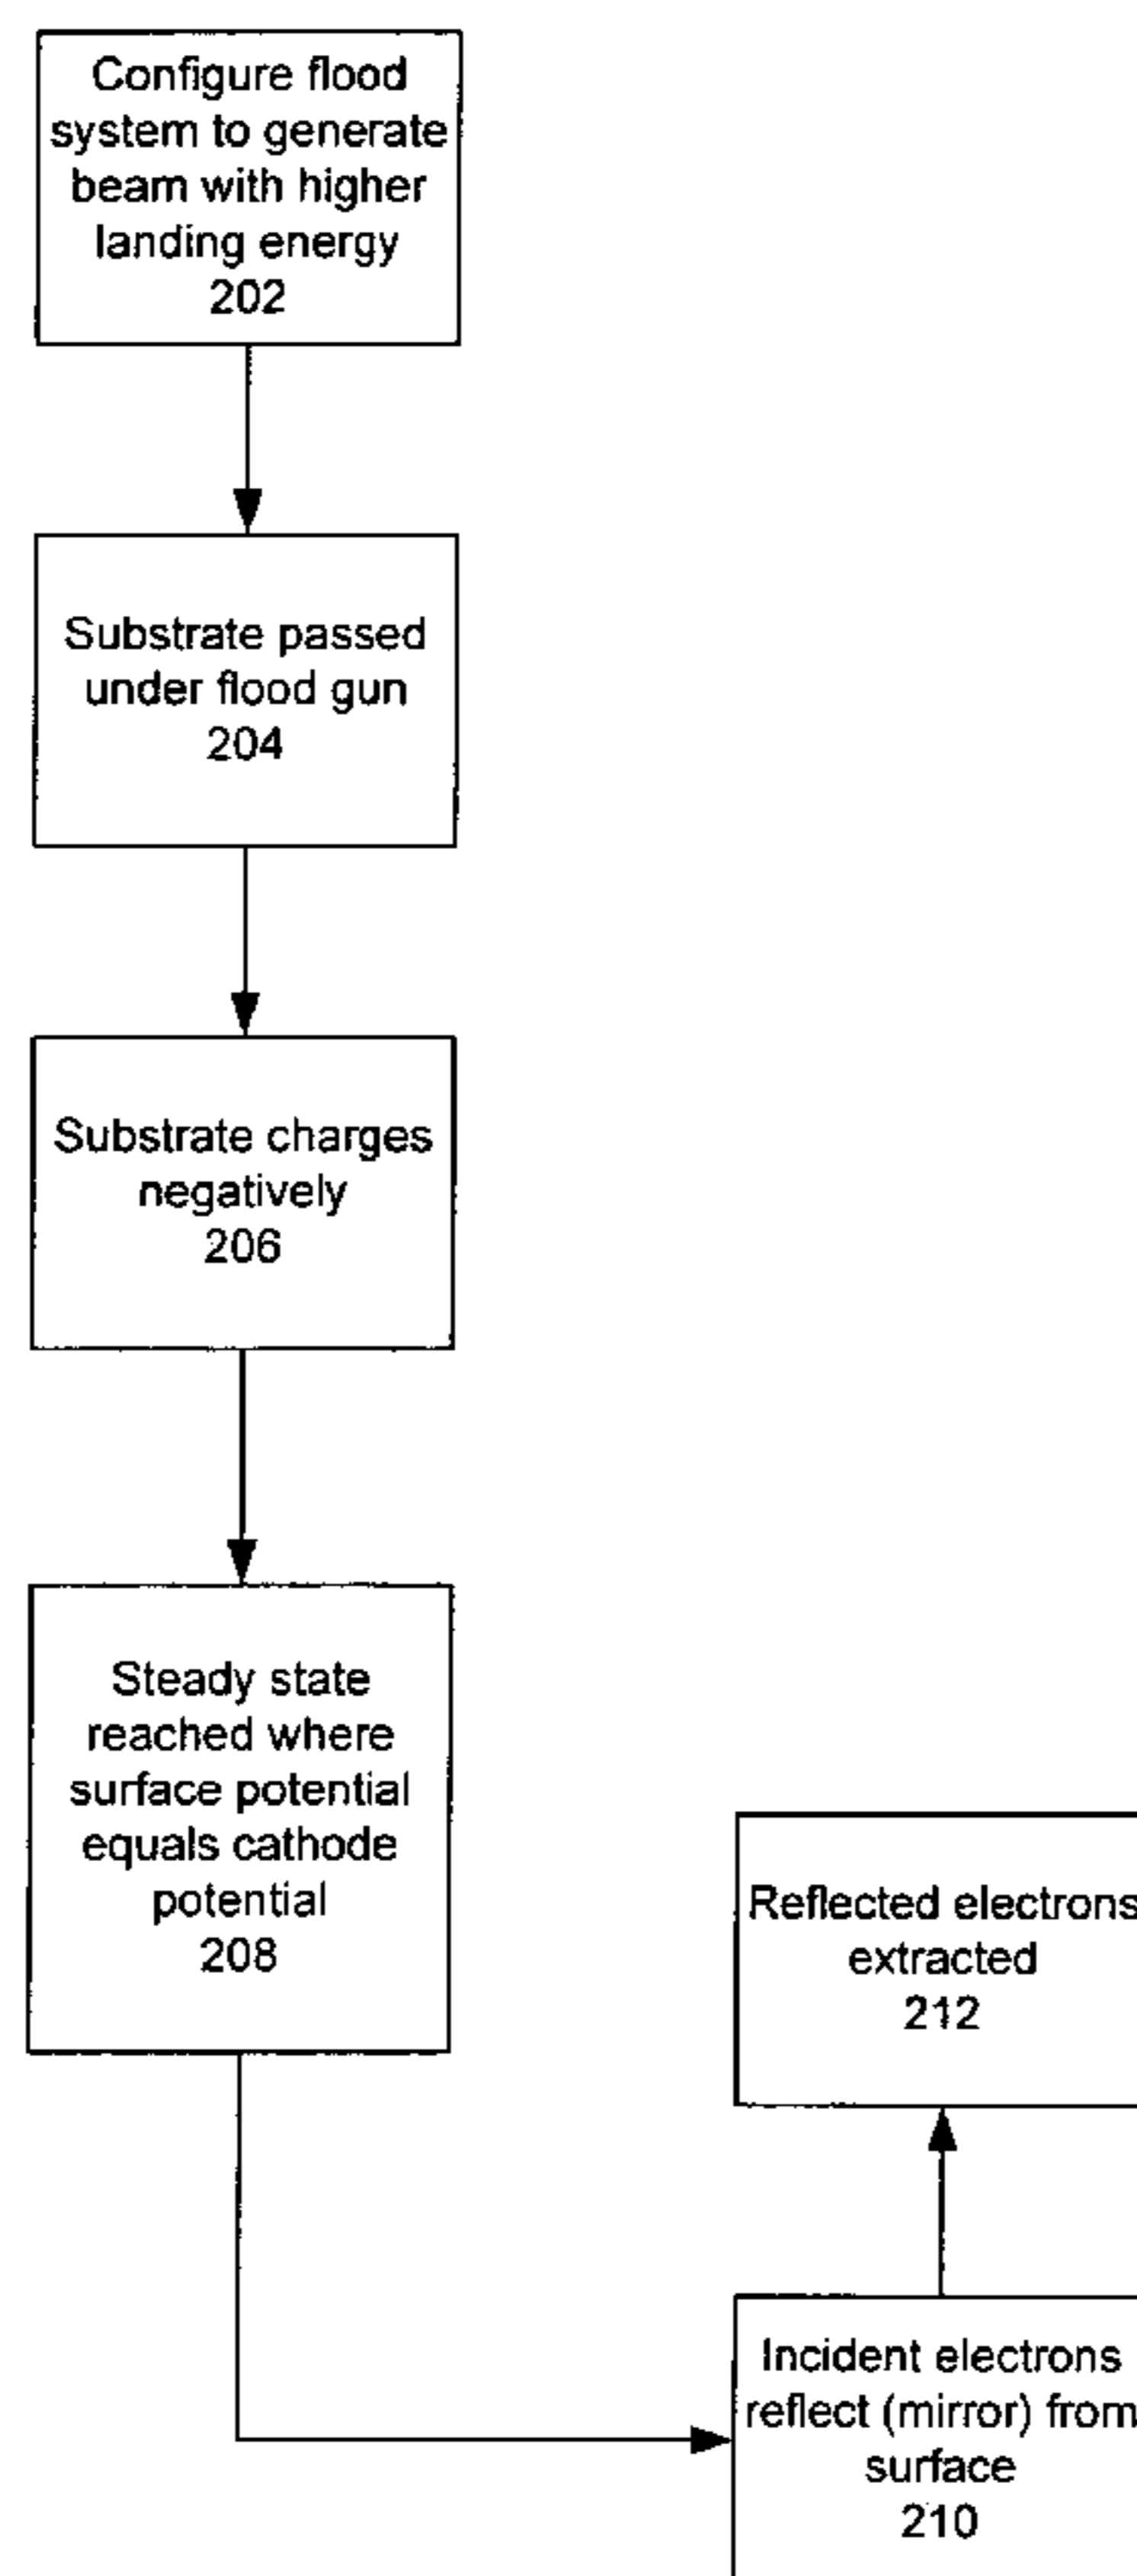 Configure flood
system to generate
beam with higher
landing energy
202
Substrate passed
under flood gun
204
Substrate charges
negatively
206
Steady state
reached where
surface potential
equals cathode
potential
208
Reflected electrons
extracted
212
Incident electrons
reflect (mirror) from
surface
210